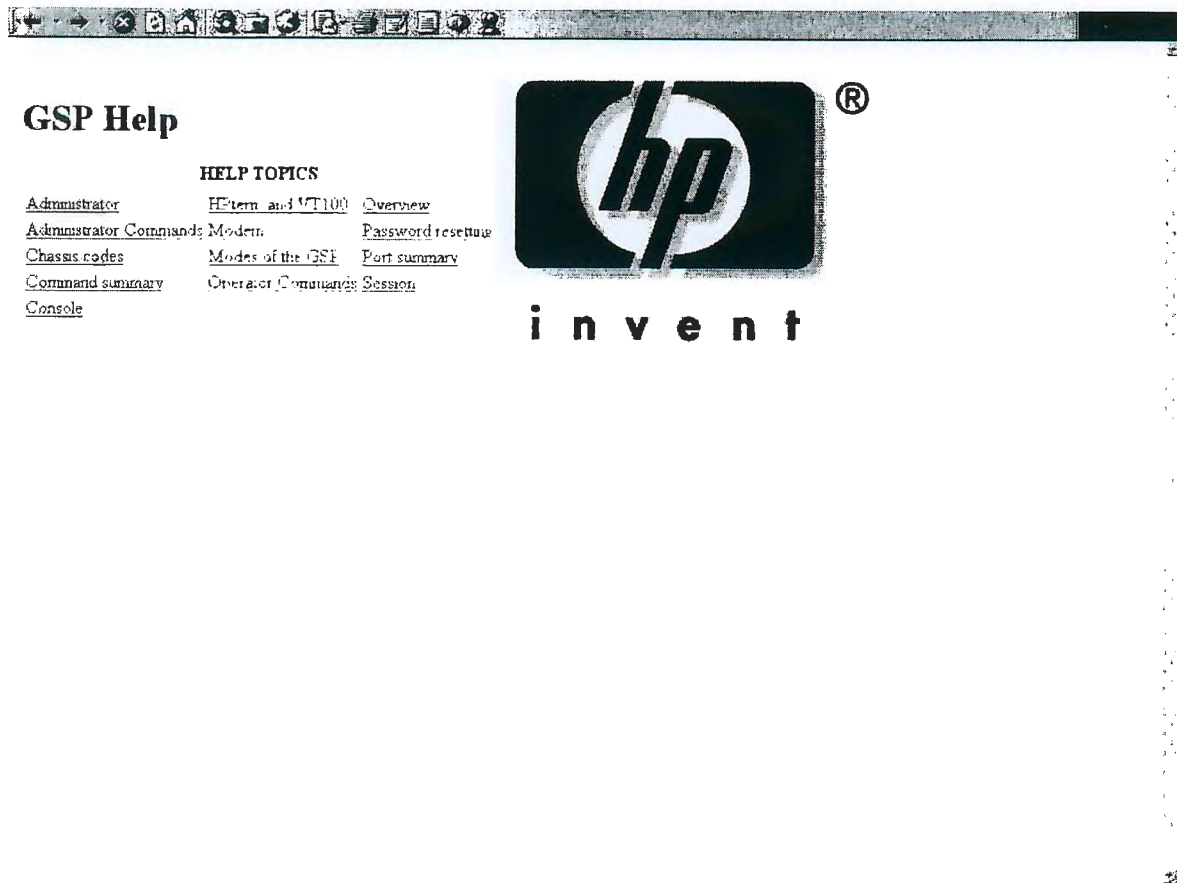 GSP Help
hp ®
invent
HELP TOPICS
Administrator HPterm and VT100 Overview
Administrator Commands Modem Password resetting
Chassis codes Modes of the GSP Port summary
Command summary Operator Commands Session
Console